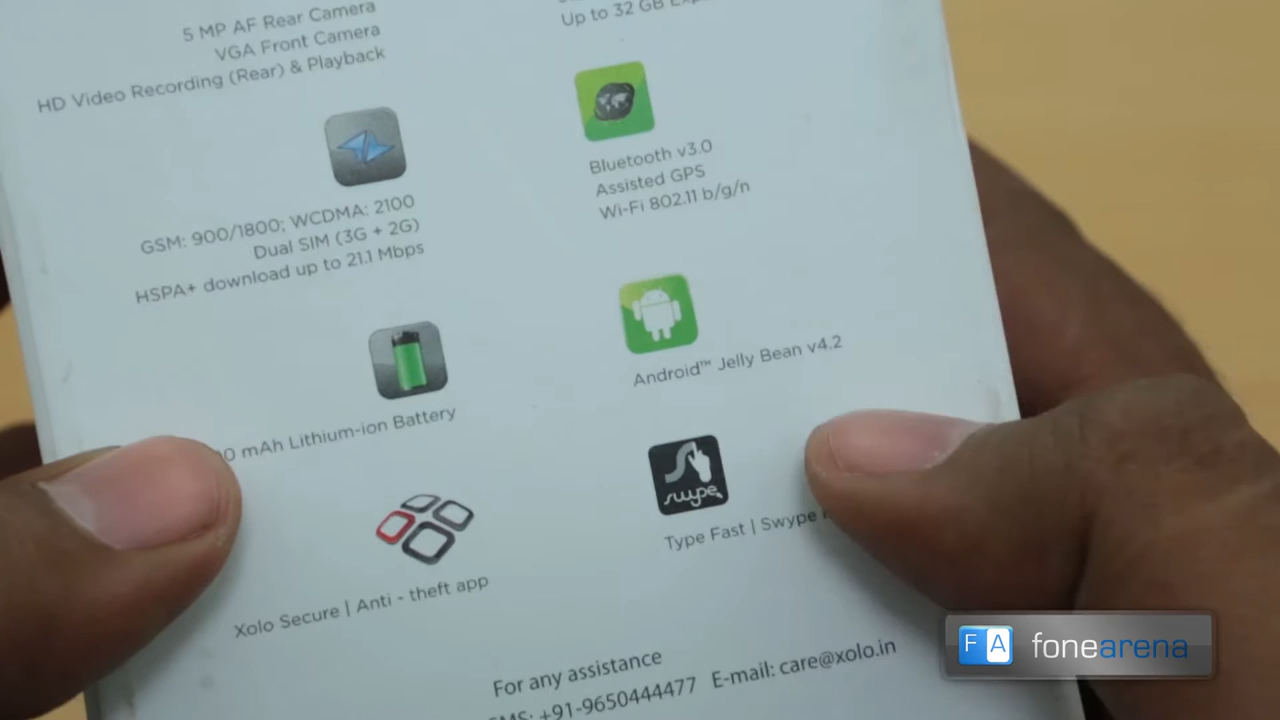 5 MP AF Rear Camera
VGA Front Camera
HD Video Recording (Rear) & Playback
Up to 32 GB
GSM: 900/1800; WCDMA: 2100
Dual SIM (3G + 2G)
HSPA+ download up to 21.1 Mbps
Bluetooth v3.0
Assisted GPS
Wi-Fi 802.11 b/g/n
mAh Lithium-ion Battery
Android™ Jelly Bean v4.2
Xolo Secure | Anti - theft app
swype
Type Fast | Swype
For any assistance
SMS: +91-9650444477 E-mail: care@xolo.in
FA fonearena